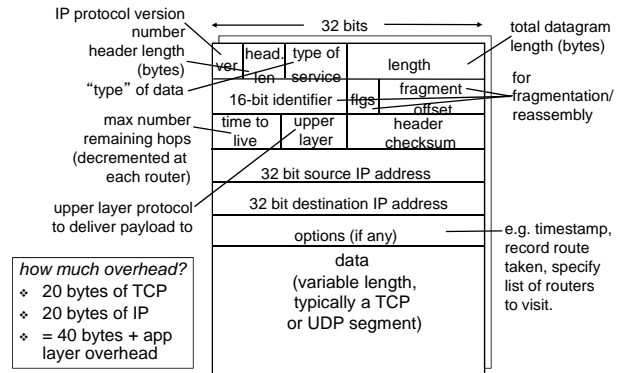 IP protocol version
number
header length
(bytes)
“type” of data
max number
remaining hops
(decremented at
each router)
upper layer protocol
to deliver payload to
how much overhead?
❖ 20 bytes of TCP
❖ 20 bytes of IP
❖ = 40 bytes + app
layer overhead
32 bits
ver
head.
len
type of
service
length
16-bit identifier
flgs
fragment
offset
time to
live
upper
layer
header
checksum
32 bit source IP address
32 bit destination IP address
options (if any)
data
(variable length,
typically a TCP
or UDP segment)
total datagram
length (bytes)
for
fragmentation/
reassembly
e.g. timestamp,
record route
taken, specify
list of routers
to visit.